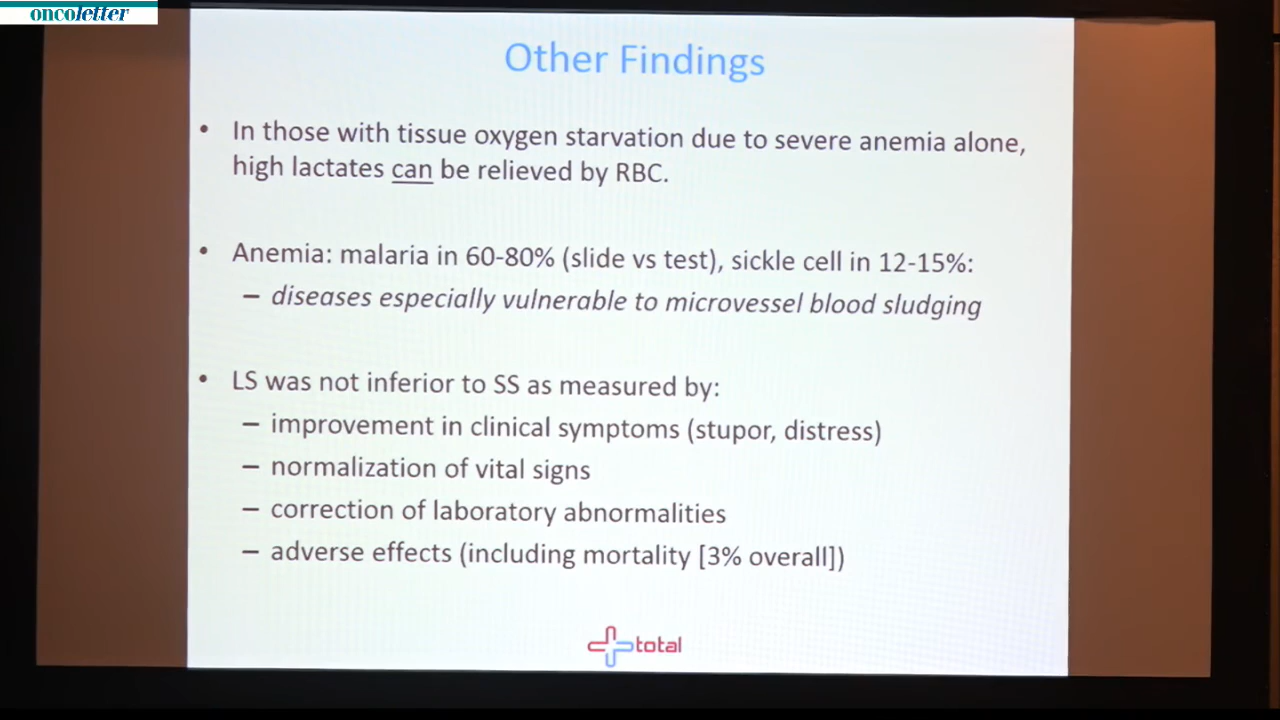 oncoletter
Other Findings
• In those with tissue oxygen starvation due to severe anemia alone,
high lactates can be relieved by RBC.
• Anemia: malaria in 60-80% (slide vs test), sickle cell in 12-15%:
– diseases especially vulnerable to microvessel blood sludging
• LS was not inferior to SS as measured by:
– improvement in clinical symptoms (stupor, distress)
– normalization of vital signs
– correction of laboratory abnormalities
– adverse effects (including mortality [3% overall])
total